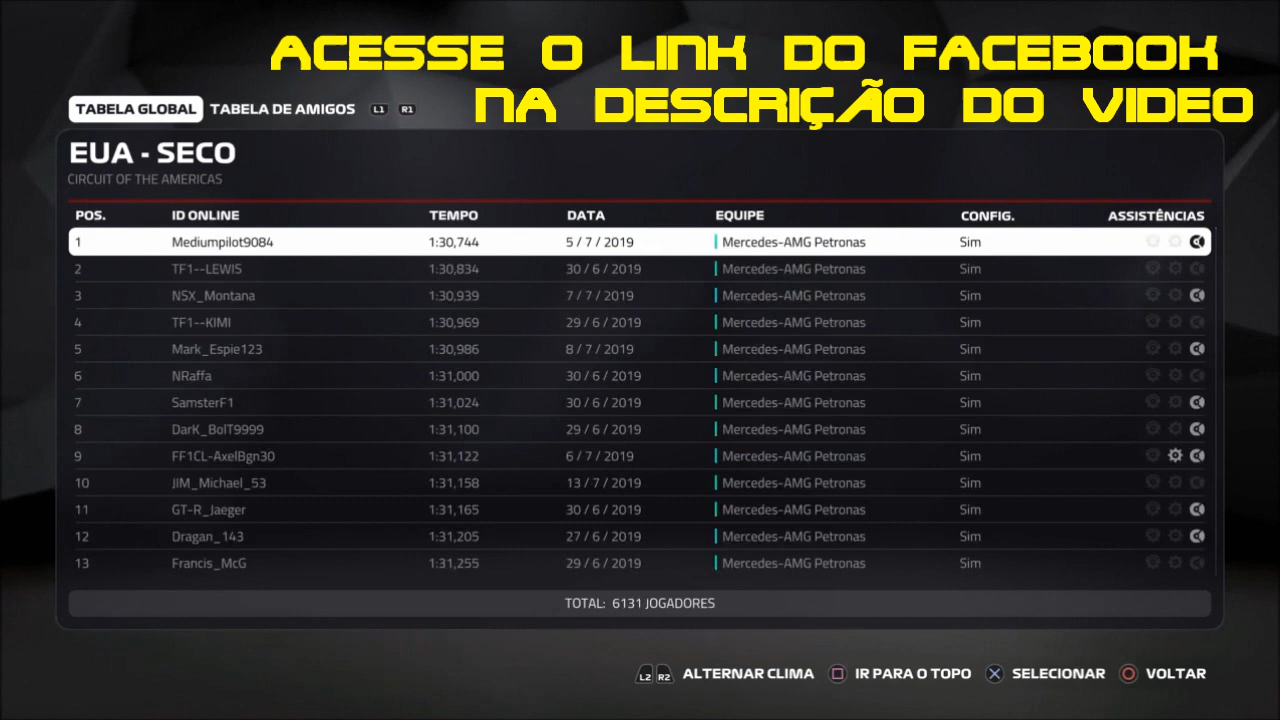 ACESSE O LINK DO FACEBOOK
NA DESCRIÇÃO DO VIDEO
TABELA GLOBAL TABELA DE AMIGOS L1 R1
EUA - SECO
CIRCUIT OF THE AMERICAS
POS. ID ONLINE TEMPO DATA EQUIPE CONFIG. ASSISTÊNCIAS
1 Mediumpilot9084 1:30,744 5 / 7 / 2019 Mercedes-AMG Petronas Sim
2 TF1--LEWIS 1:30,834 30 / 6 / 2019 Mercedes-AMG Petronas Sim
3 NSX_Montana 1:30,939 7 / 7 / 2019 Mercedes-AMG Petronas Sim
4 TF1--KIMI 1:30,969 29 / 6 / 2019 Mercedes-AMG Petronas Sim
5 Mark_Espie123 1:30,986 8 / 7 / 2019 Mercedes-AMG Petronas Sim
6 NRaffa 1:31,000 30 / 6 / 2019 Mercedes-AMG Petronas Sim
7 SamsterF1 1:31,024 30 / 6 / 2019 Mercedes-AMG Petronas Sim
8 DarK_BolT9999 1:31,100 29 / 6 / 2019 Mercedes-AMG Petronas Sim
9 FF1CL-AxelBgn30 1:31,122 6 / 7 / 2019 Mercedes-AMG Petronas Sim
10 JIM_Michael_53 1:31,158 13 / 7 / 2019 Mercedes-AMG Petronas Sim
11 GT-R_Jaeger 1:31,165 30 / 6 / 2019 Mercedes-AMG Petronas Sim
12 Dragan_143 1:31,205 27 / 6 / 2019 Mercedes-AMG Petronas Sim
13 Francis_McG 1:31,255 29 / 6 / 2019 Mercedes-AMG Petronas Sim
TOTAL: 6131 JOGADORES
L2 R2 ALTERNAR CLIMA IR PARA O TOPO SELECIONAR VOLTAR